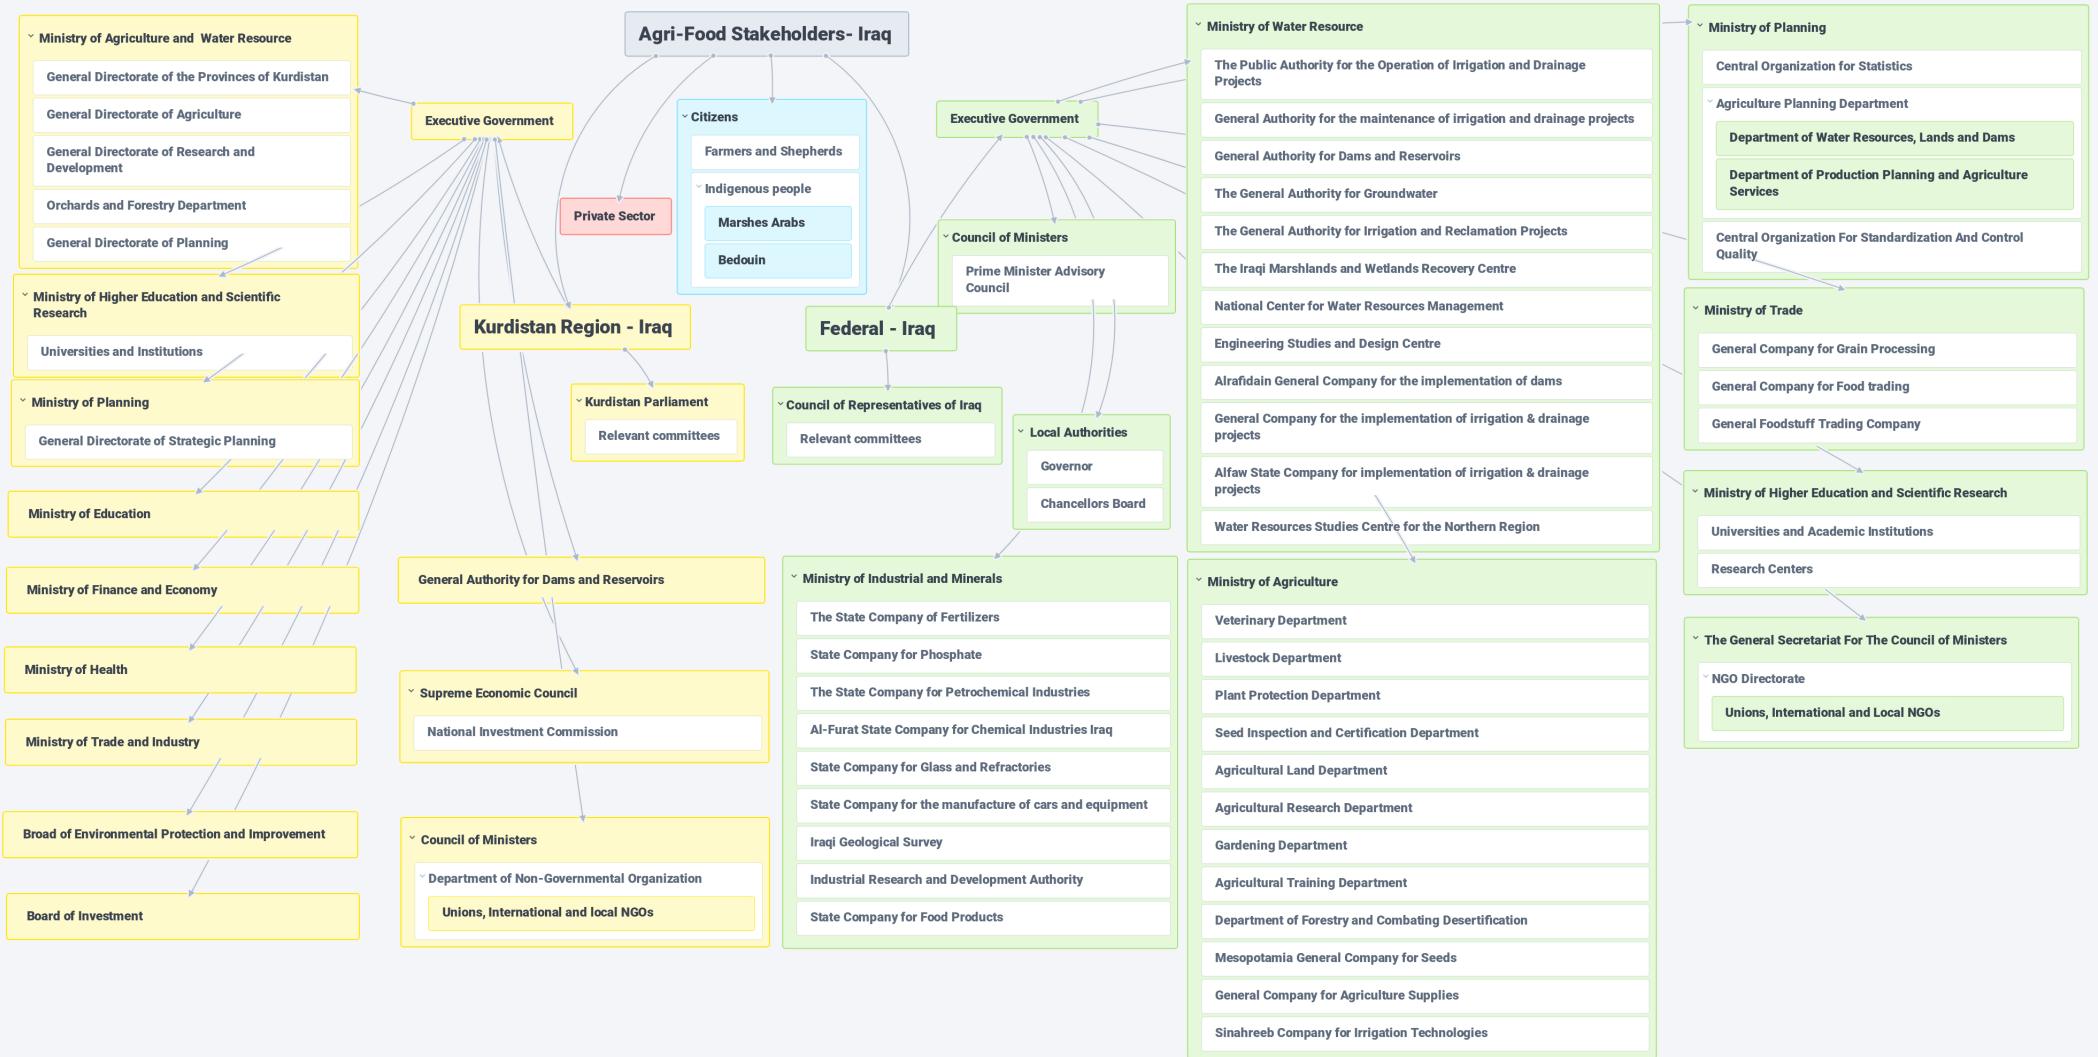 Agri-Food Stakeholders- Iraq
Ministry of Agriculture and  Water Resource
General Directorate of the Provinces of Kurdistan
General Directorate of Agriculture
General Directorate of Research and
Development
Orchards and Forestry Department
General Directorate of Planning
Ministry of Higher Education and Scientific
Research
Universities and Institutions
Ministry of Planning
General Directorate of Strategic Planning
Ministry of Education
Ministry of Finance and Economy
Ministry of Health
Ministry of Trade and Industry
Broad of Environmental Protection and Improvement
Board of Investment
Executive Government
Kurdistan Region - Iraq
Kurdistan Parliament
Relevant committees
General Authority for Dams and Reservoirs
Supreme Economic Council
National Investment Commission
Council of Ministers
Department of Non-Governmental Organization
Unions, International and local NGOs
Private Sector
Citizens
Farmers and Shepherds
Indigenous people
Marshes Arabs
Bedouin
Executive Government
Council of Ministers
Prime Minister Advisory
Council
Federal - Iraq
Council of Representatives of Iraq
Relevant committees
Local Authorities
Governor
Chancellors Board
Ministry of Industrial and Minerals
The State Company of Fertilizers
State Company for Phosphate
The State Company for Petrochemical Industries
Al-Furat State Company for Chemical Industries Iraq
State Company for Glass and Refractories
State Company for the manufacture of cars and equipment
Iraqi Geological Survey
Industrial Research and Development Authority
State Company for Food Products
Ministry of Water Resource
The Public Authority for the Operation of Irrigation and Drainage
Projects
General Authority for the maintenance of irrigation and drainage projects
General Authority for Dams and Reservoirs
The General Authority for Groundwater
The General Authority for Irrigation and Reclamation Projects
The Iraqi Marshlands and Wetlands Recovery Centre
National Center for Water Resources Management
Engineering Studies and Design Centre
Alrafidain General Company for the implementation of dams
General Company for the implementation of irrigation & drainage
projects
Alfaw State Company for implementation of irrigation & drainage
projects
Water Resources Studies Centre for the Northern Region
Ministry of Agriculture
Veterinary Department
Livestock Department
Plant Protection Department
Seed Inspection and Certification Department
Agricultural Land Department
Agricultural Research Department
Gardening Department
Agricultural Training Department
Department of Forestry and Combating Desertification
Mesopotamia General Company for Seeds
General Company for Agriculture Supplies
Sinahreeb Company for Irrigation Technologies
Ministry of Planning
Central Organization for Statistics
Agriculture Planning Department
Department of Water Resources, Lands and Dams
Department of Production Planning and Agriculture
Services
Central Organization For Standardization And Control
Quality
Ministry of Trade
General Company for Grain Processing
General Company for Food trading
General Foodstuff Trading Company
Ministry of Higher Education and Scientific Research
Universities and Academic Institutions
Research Centers
The General Secretariat For The Council of Ministers
NGO Directorate
Unions, International and Local NGOs